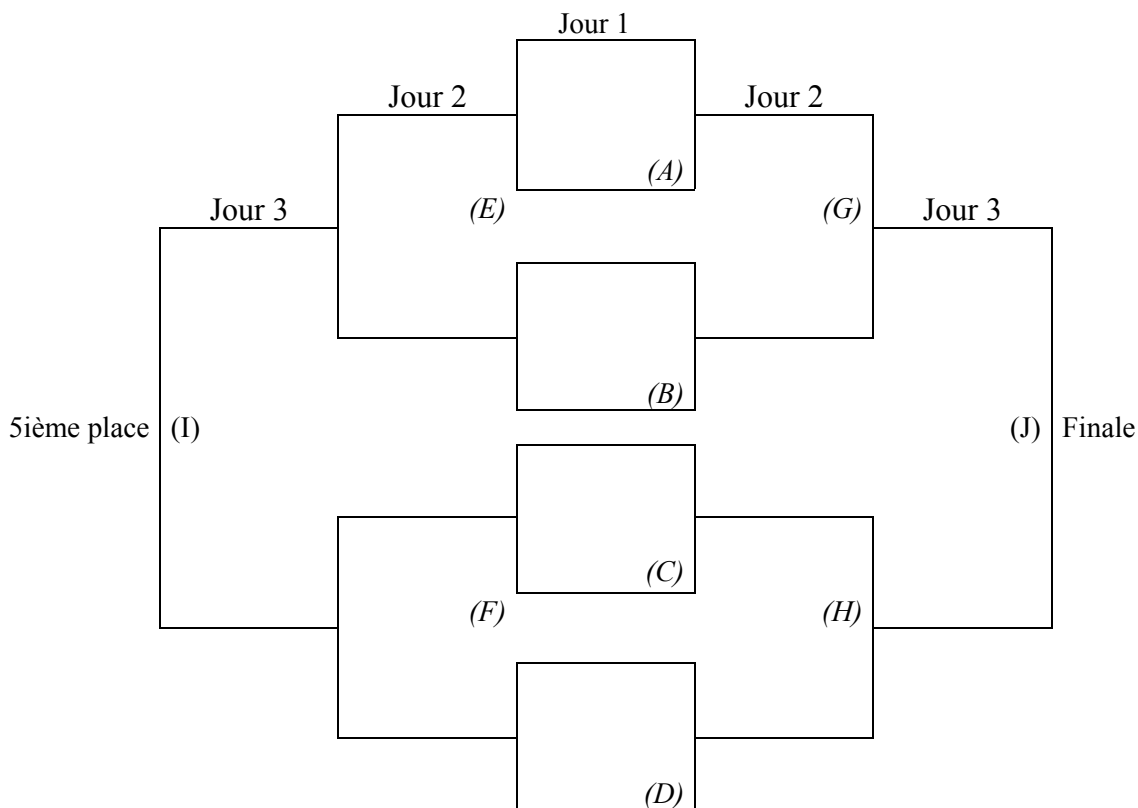 Jour 1
Jour 2
Jour 2
(A)
Jour 3
(E)
(G)
Jour 3
(B)
5ième place
(I)
(J)
Finale
(C)
(F)
(H)
(D)